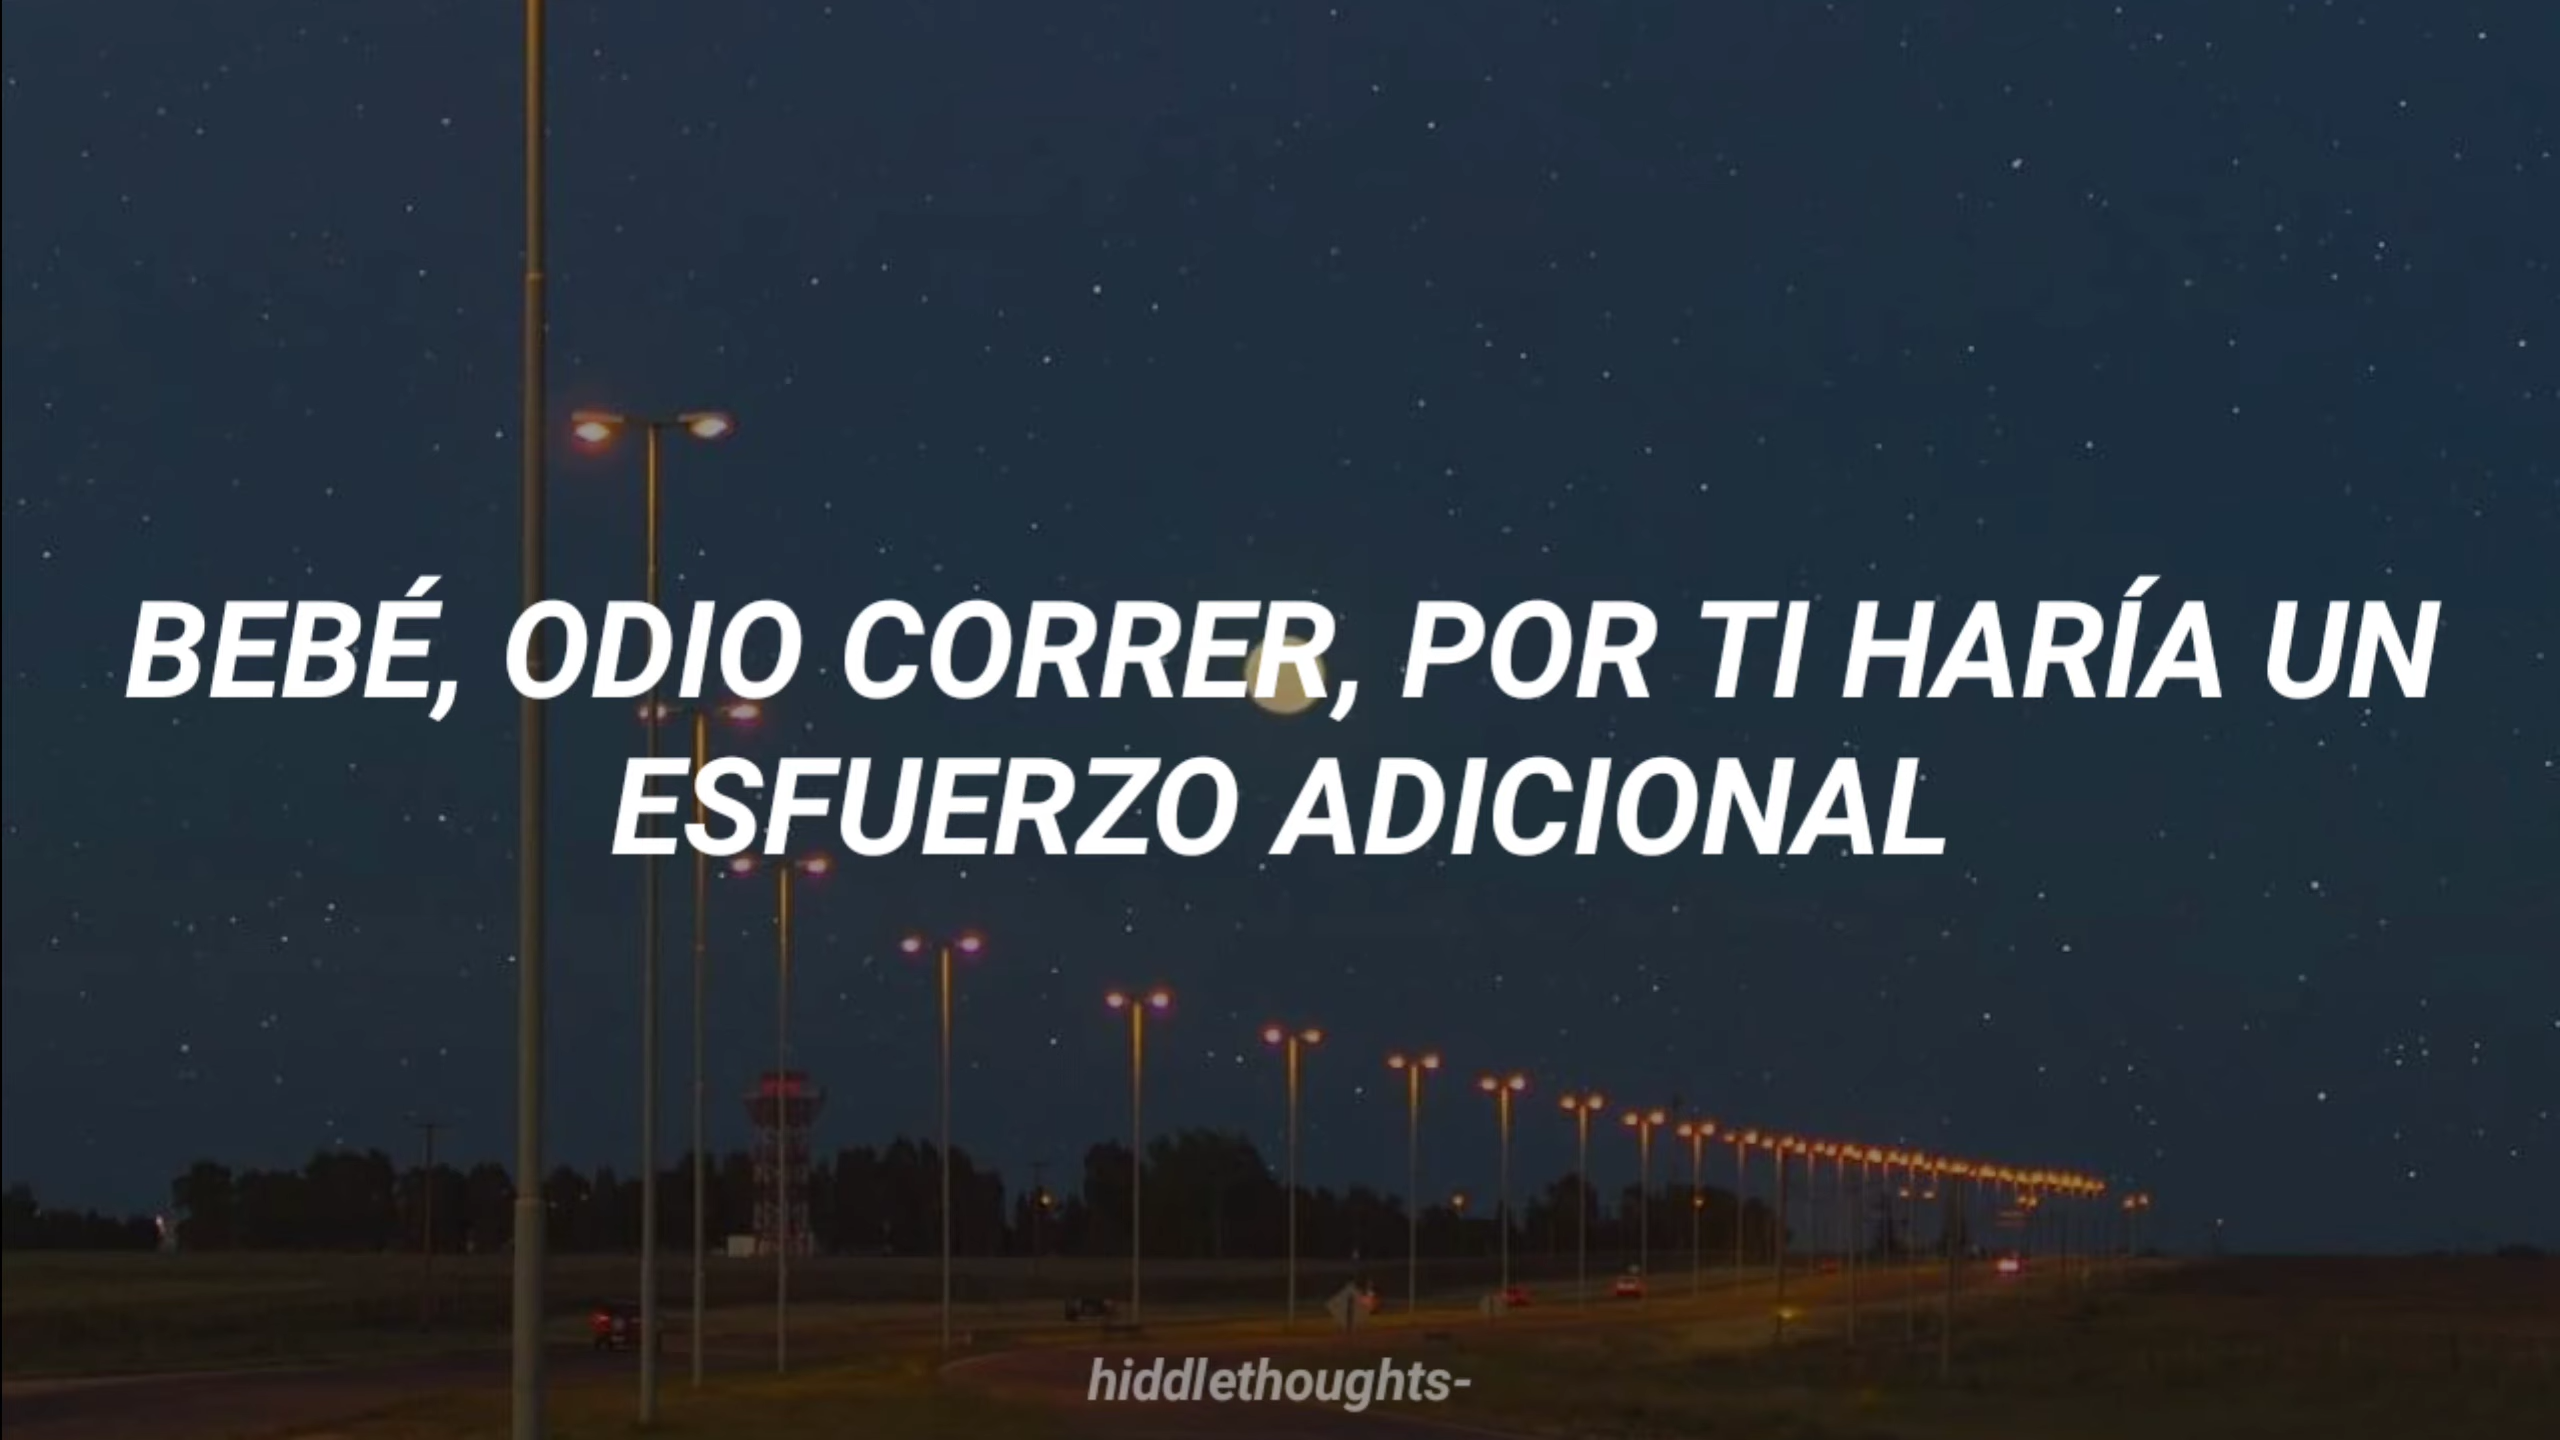 BEBÉ, ODIO CORRER, POR TI HARÍA UN
ESFUERZO ADICIONAL
hiddlethoughts-